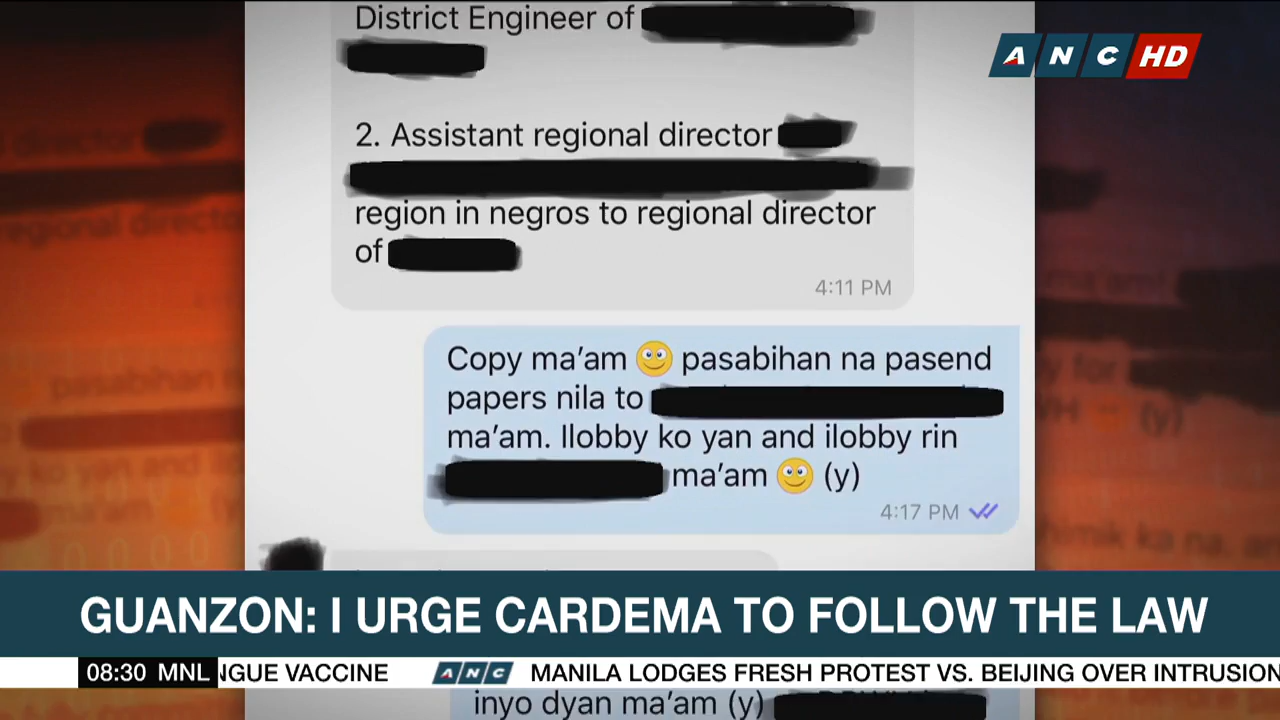 District Engineer of
2. Assistant regional director
region in negros to regional director
of
4:11 PM
Copy ma'am 🙂 pasabihan na pasend
papers nila to
ma'am. Ilobby ko yan and ilobby rin
ma'am 🙂 (y)
4:17 PM
ANC HD
GUANZON: I URGE CARDEMA TO FOLLOW THE LAW
08:30 MNL NGUE VACCINE ANC MANILA LODGES FRESH PROTEST VS. BEIJING OVER INTRUSION
inyo dyan ma'am (y)